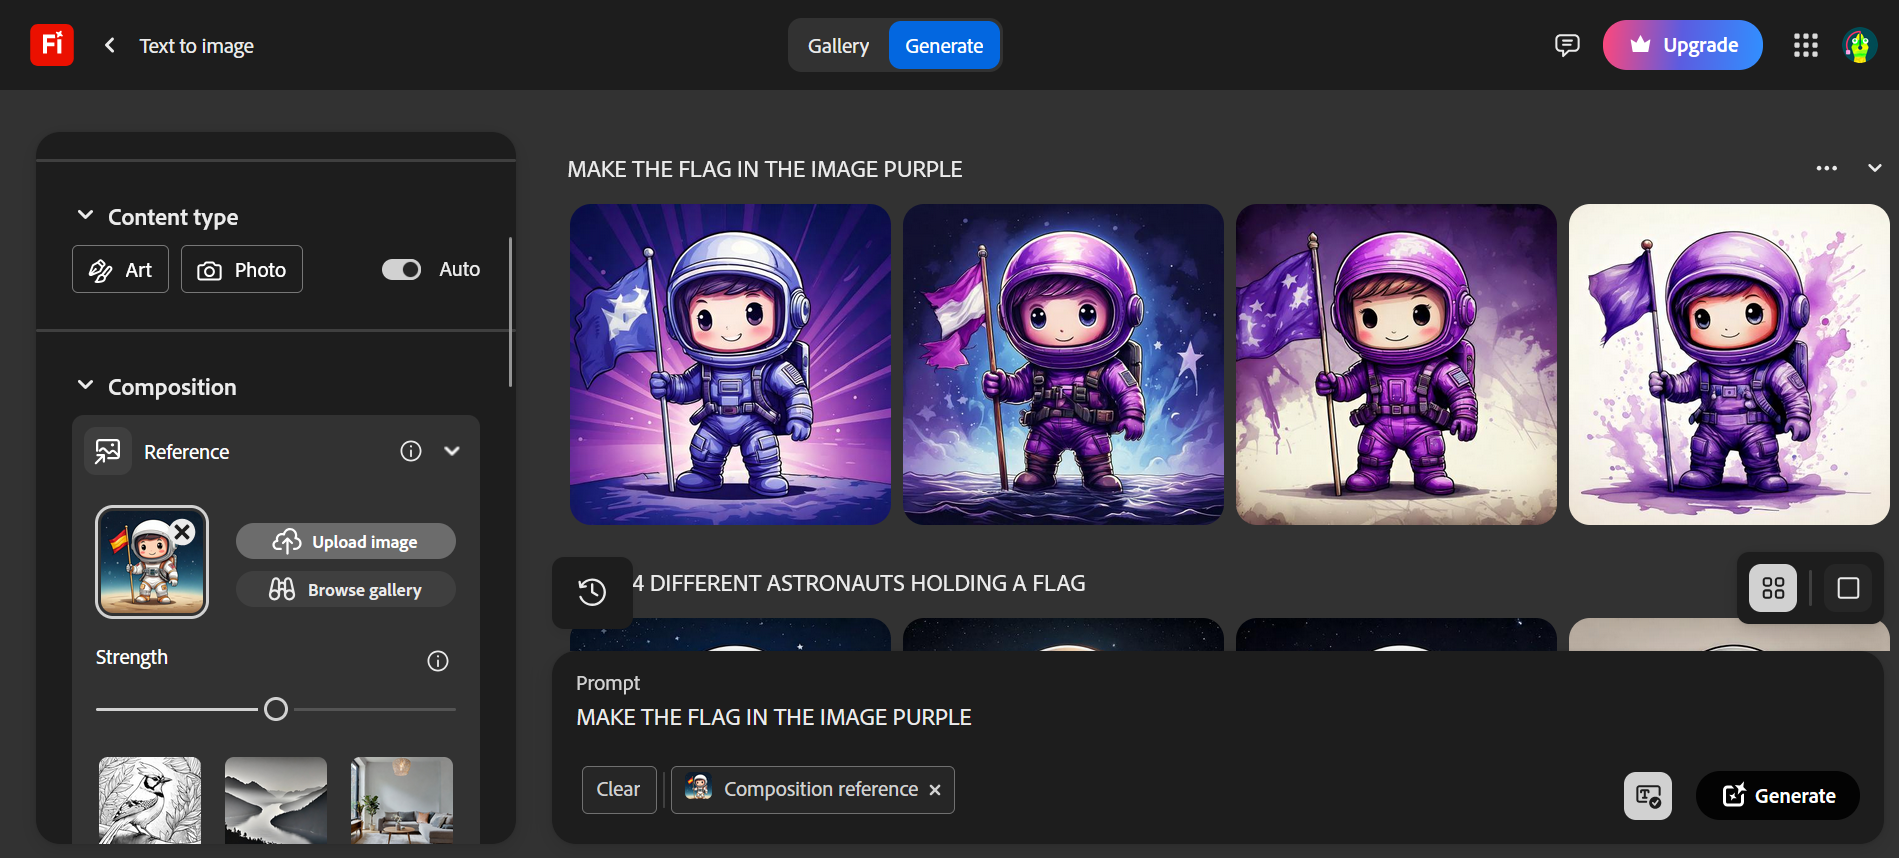 Fi
Text to image
Gallery
Generate
Upgrade
Content type
Art
Photo
Auto
Composition
Reference
Upload image
Browse gallery
Strength
MAKE THE FLAG IN THE IMAGE PURPLE
4 DIFFERENT ASTRONAUTS HOLDING A FLAG
Prompt
MAKE THE FLAG IN THE IMAGE PURPLE
Clear
Composition reference
Generate